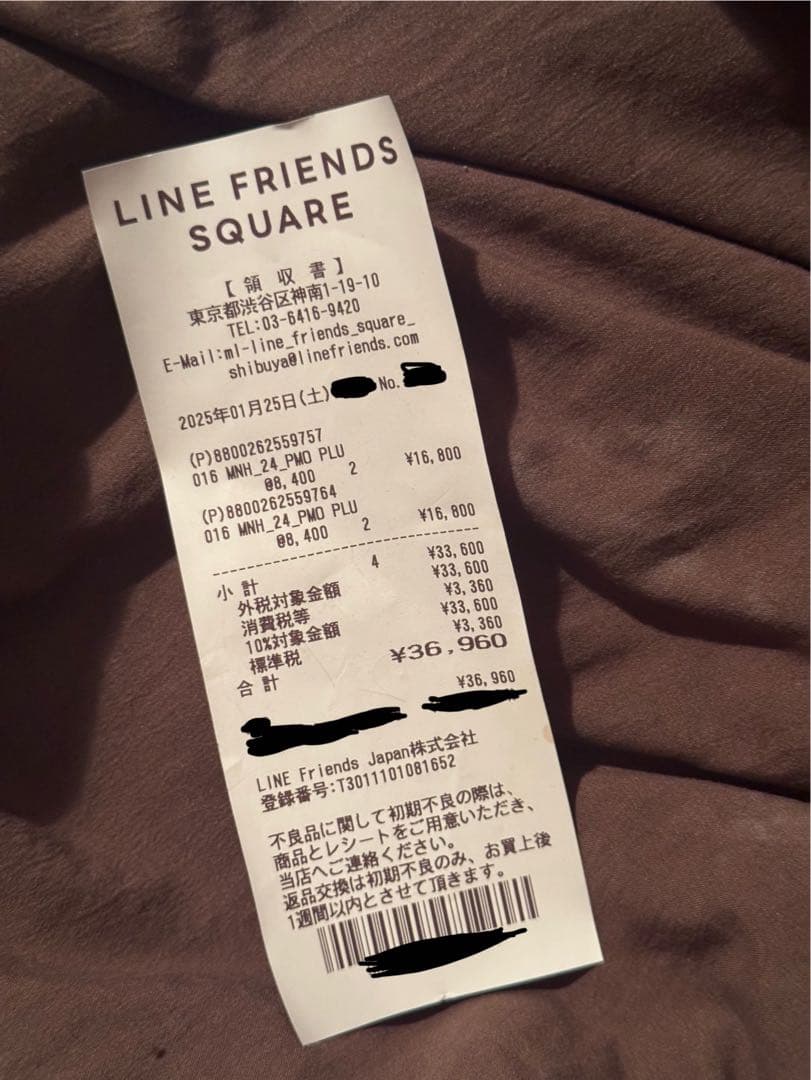 LINE FRIENDS
SQUARE
【 領 収 書 】
東京都渋谷区神南1-19-10
TEL:03-6416-9420
E-Mail:ml-line_friends_square_
shibuya@linefriends.com
2025年01月25日(土) No.
(P)8800262559757
016 MNH_24_PMO PLU
@8,400 2 ¥16,800
(P)8800262559764
016 MNH_24_PMO PLU
@8,400 2 ¥16,800
小 計 4 ¥33,600
外税対象金額 ¥33,600
消費税等 ¥3,360
10%対象金額 ¥33,600
標準税 ¥3,360
合 計 ¥36,960
¥36,960
LINE Friends Japan株式会社
登録番号:T3011101081652
不良品に関して初期不良の際は、
商品とレシートをご用意いただき、
当店へご連絡ください。
返品交換は初期不良のみ、お買上後
1週間以内とさせて頂きます。